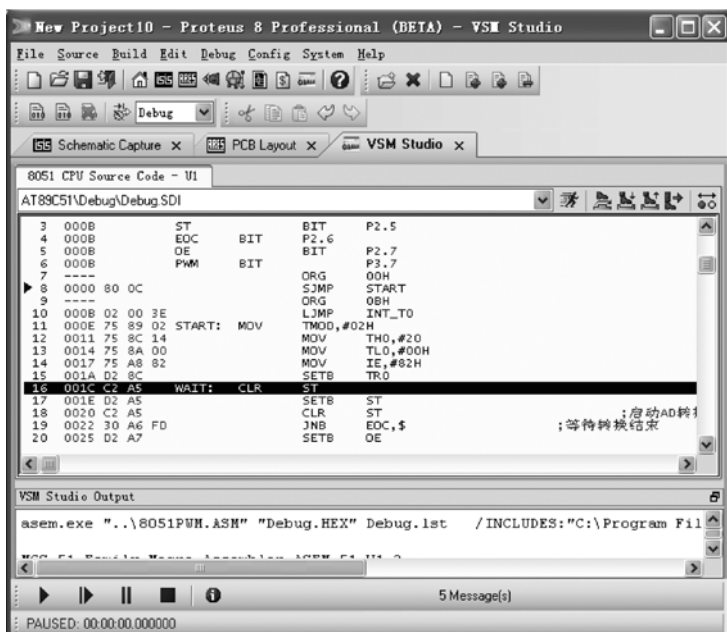 New Project10 - Proteus 8 Professional (BETA) - VSM Studio
File Source Build Edit Debug Config System Help
Debug
Schematic Capture x PCB Layout x VSM Studio x
8051 CPU Source Code - U1
AT89C51\Debug\Debug.SDI
3 000B ST BIT P2.5
4 000B EOC BIT P2.6
5 000B OE BIT P2.7
6 000B PWM BIT P3.7
7 ---- ORG 00H
8 0000 80 0C SJMP START
9 ---- ORG 0BH
10 000B 02 00 3E LJMP INT_T0
11 000E 75 89 02 START: MOV TMOD,#02H
12 0011 75 8C 14 MOV TH0,#20
13 0014 75 8A 00 MOV TL0,#00H
14 0017 75 A8 82 MOV IE,#82H
15 001A D2 8C SETB TR0
16 001C C2 A5 WAIT: CLR ST
17 001E D2 A5 SETB ST
18 0020 C2 A5 CLR ST ;启动AD转
19 0022 30 A6 FD JNB EOC,$ ;等待转换结束
20 0025 D2 A7 SETB OE
VSM Studio Output
asem.exe "..\8051PWM.ASM" "Debug.HEX" Debug.lst /INCLUDES:"C:\Program Fil
5 Message(s)
PAUSED: 00:00:00.000000